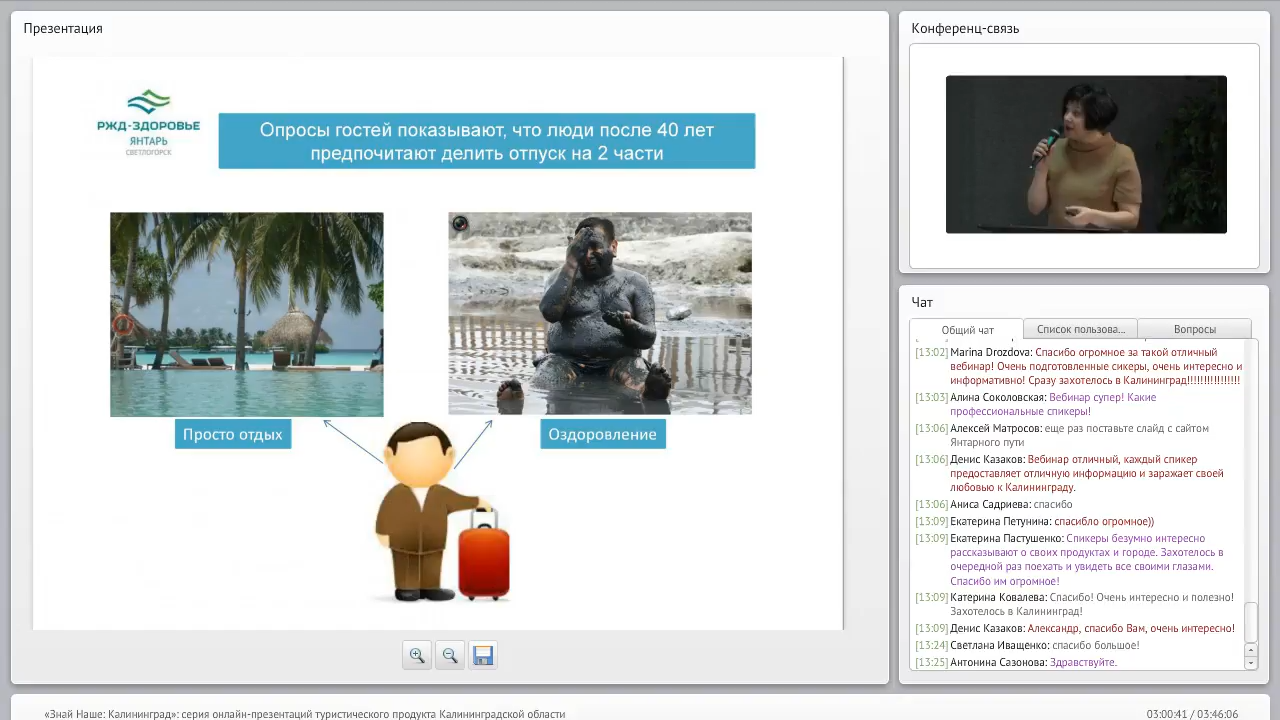 Презентация
РЖД-ЗДОРОВЬЕ
ЯНТАРЬ
СВЕТЛОГОРСК
Опросы гостей показывают, что люди после 40 лет
предпочитают делить отпуск на 2 части
Просто отдых
Оздоровление
Конференц-связь
Чат
Общий чат
Список пользова...
Вопросы
[13:02] Marina Drozdova: Спасибо огромное за такой отличный
вебинар! Очень подготовленные сикеры, очень интересно и
информативно! Сразу захотелось в Калининград!!!!!!!!!!!!!!!!
[13:03] Алина Соколовская: Вебинар супер! Какие
профессиональные спикеры!
[13:06] Алексей Матросов: еще раз поставьте слайд с сайтом
Янтарного пути
[13:06] Денис Казаков: Вебинар отличный, каждый спикер
предоставляет отличную информацию и заражает своей
любовью к Калининграду.
[13:06] Аниса Садриева: спасибо
[13:09] Екатерина Петунина: спасибло огромное))
[13:09] Екатерина Пастушенко: Спикеры безумно интересно
рассказывают о своих продуктах и городе. Захотелось в
очередной раз поехать и увидеть все своими глазами.
Спасибо им огромное!
[13:09] Катерина Ковалева: Спасибо! Очень интересно и полезно!
Захотелось в Калининград!
[13:09] Денис Казаков: Александр, спасибо Вам, очень интересно!
[13:24] Светлана Иващенко: спасибо большое!
[13:25] Антонина Сазонова: Здравствуйте.
«Знай Наше: Калининград»: серия онлайн-презентаций туристического продукта Калининградской области
03:00:41 / 03:46:06